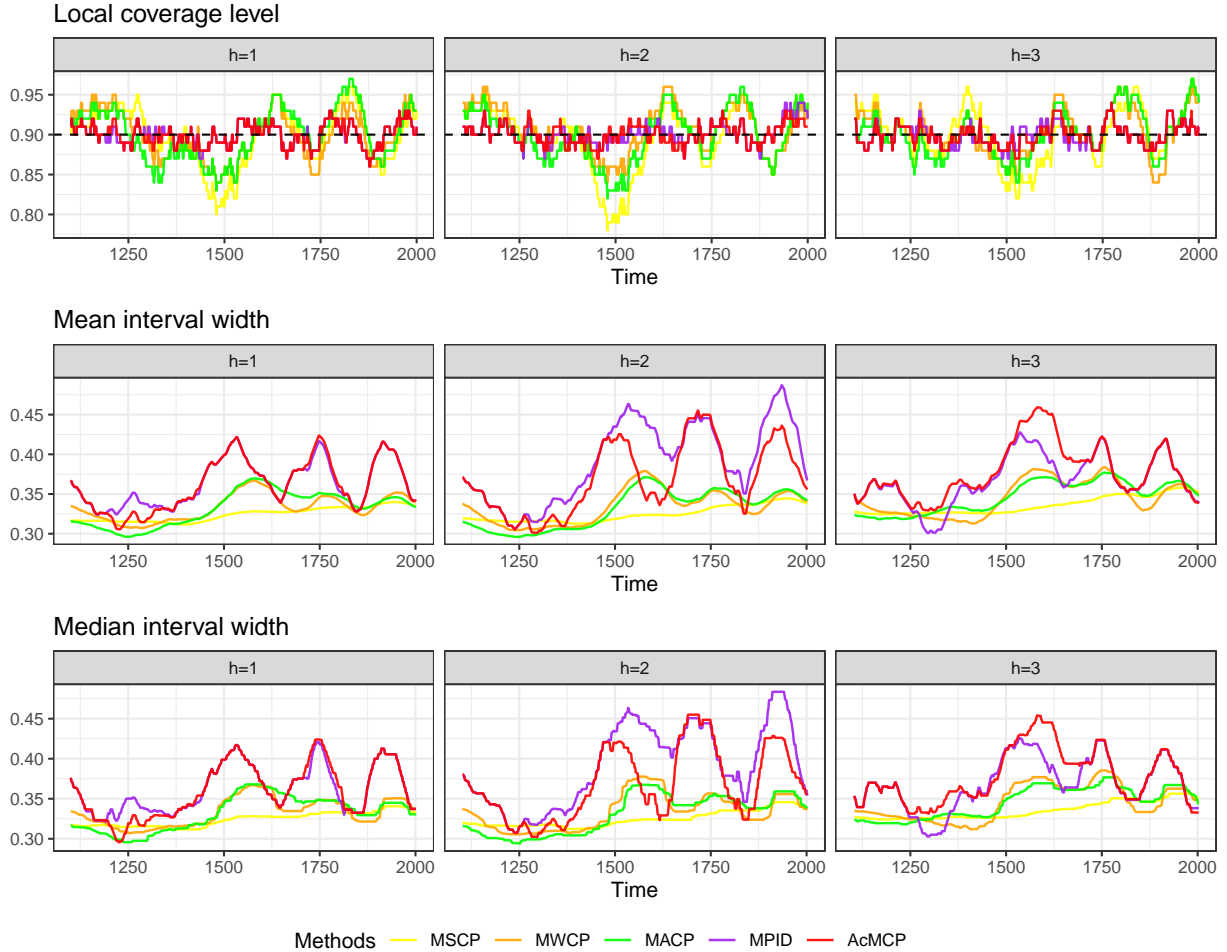 Local coverage level
h=1 h=2 h=3
0.95
0.90
0.85
0.80
1250 1500 1750 2000 1250 1500 1750 2000 1250 1500 1750 2000
Time
Mean interval width
h=1 h=2 h=3
0.45
0.40
0.35
0.30
1250 1500 1750 2000 1250 1500 1750 2000 1250 1500 1750 2000
Time
Median interval width
h=1 h=2 h=3
0.45
0.40
0.35
0.30
1250 1500 1750 2000 1250 1500 1750 2000 1250 1500 1750 2000
Time
Methods MSCP MWCP MACP MPID AcMCP